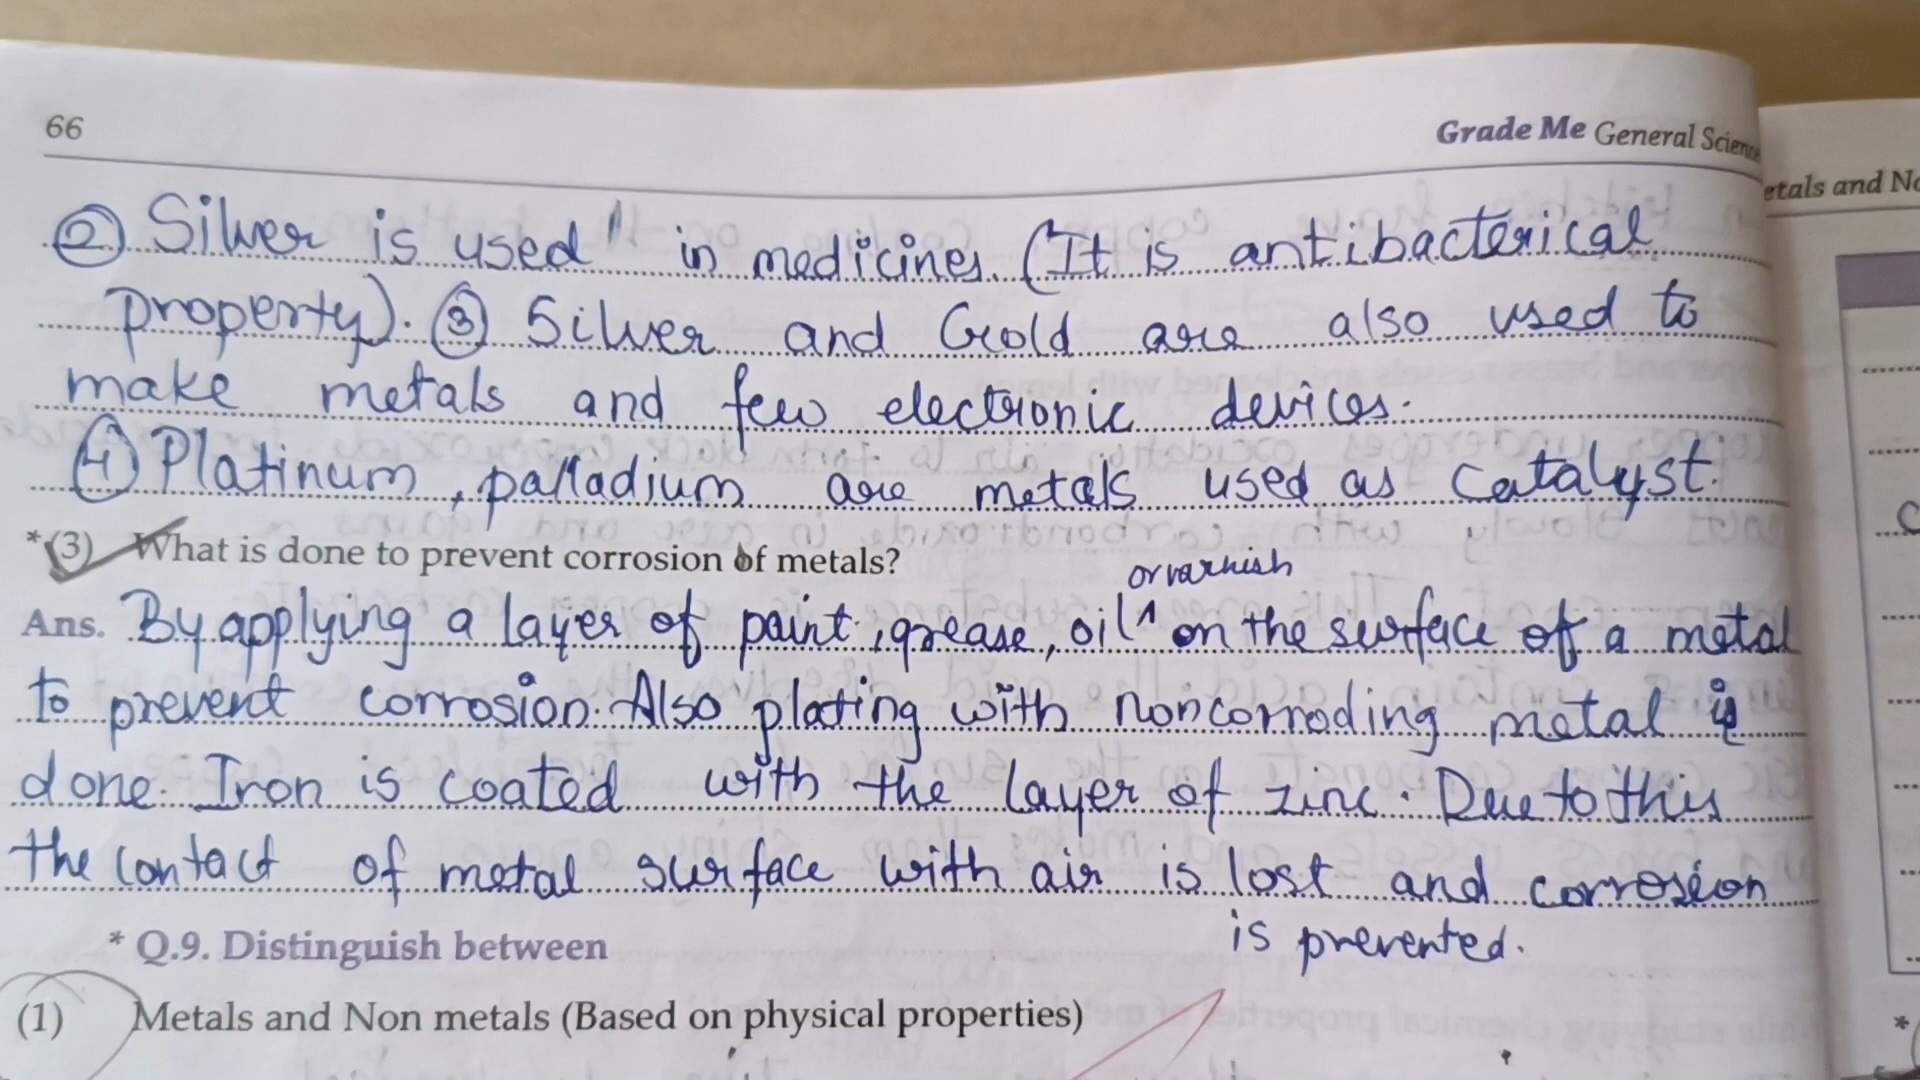 66
Grade Me General Science
etals and No
② Silver is used in medicines. (It is antibacterical
property). ③ Silver and Gold are also used to
make metals and few electronic devices.
④ Platinum, palladium are metals used as catalyst.
*(3) What is done to prevent corrosion of metals?
or varnish
Ans. By applying a layer of paint, grease, oil ^ on the surface of a metal
to prevent corrosion. Also plating with noncorroding metal is
done. Iron is coated with the layer of zinc. Due to this
the contact of metal surface with air is lost and corrosion
is prevented.
* Q.9. Distinguish between
(1) Metals and Non metals (Based on physical properties)